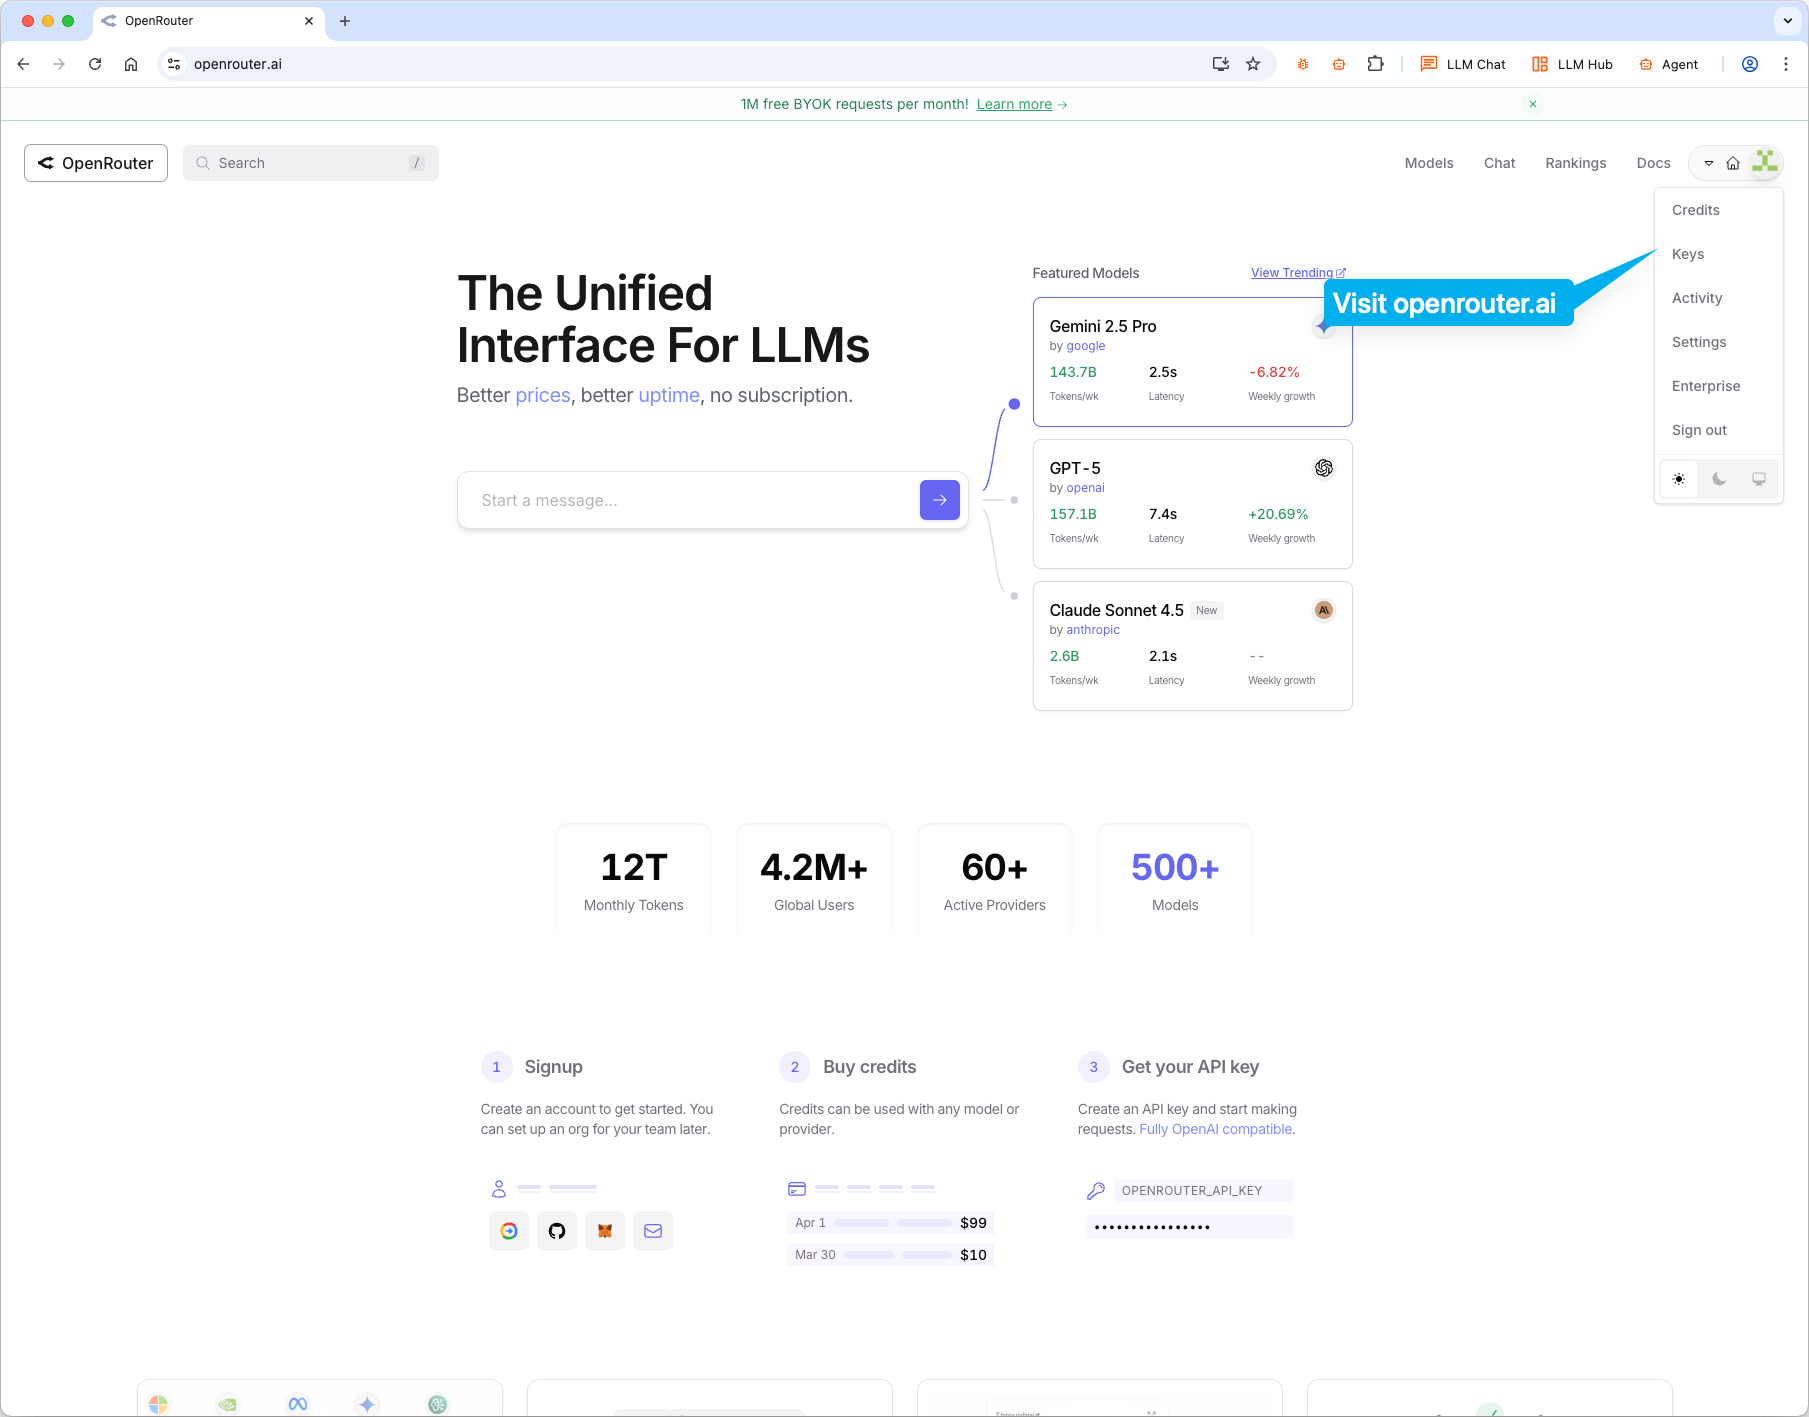 OpenRouter
openrouter.ai
LLM Chat
LLM Hub
Agent
1M free BYOK requests per month! Learn more →
OpenRouter
Search /
Models
Chat
Rankings
Docs
Credits
Keys
Activity
Settings
Enterprise
Sign out
Visit openrouter.ai
The Unified
Interface For LLMs
Better prices, better uptime, no subscription.
Start a message...
Featured Models
View Trending
Gemini 2.5 Pro
by google
143.7B 2.5s -6.82%
Tokens/wk Latency Weekly growth
GPT-5
by openai
157.1B 7.4s +20.69%
Tokens/wk Latency Weekly growth
Claude Sonnet 4.5 New
by anthropic
2.6B 2.1s --
Tokens/wk Latency Weekly growth
12T
Monthly Tokens
4.2M+
Global Users
60+
Active Providers
500+
Models
1 Signup
Create an account to get started. You
can set up an org for your team later.
2 Buy credits
Credits can be used with any model or
provider.
Apr 1 $99
Mar 30 $10
3 Get your API key
Create an API key and start making
requests. Fully OpenAI compatible.
OPENROUTER_API_KEY
••••••••••••••••
Throughput